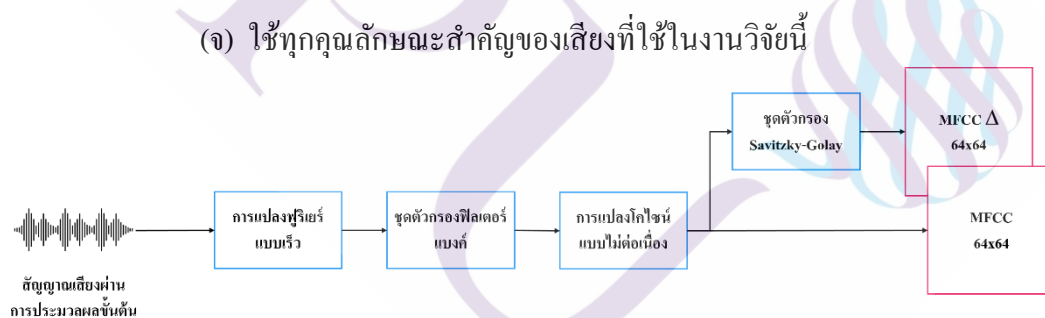 (จ) ใช้ทุกคุณลักษณะสำคัญของเสียงที่ใช้ในงานวิจัยนี้
ชุดตัวกรอง
Savitzky-Golay
MFCC Δ
64x64
การแปลงฟูริเยร์
แบบเร็ว
ชุดตัวกรองฟิลเตอร์
แบงค์
การแปลงโคไซน์
แบบไม่ต่อเนื่อง
MFCC
64x64
สัญญาณเสียงผ่าน
การประมวลผลขั้นต้น